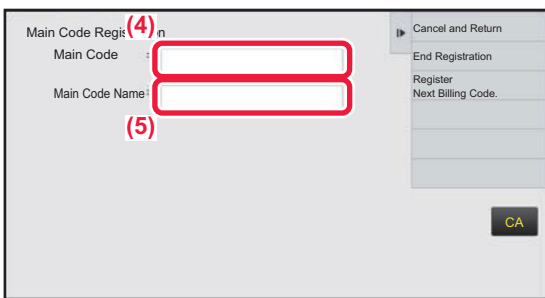 Main Code Regis (4) n
Main Code :
Main Code Name :
(5)
Cancel and Return
End Registration
Register
Next Billing Code.
CA